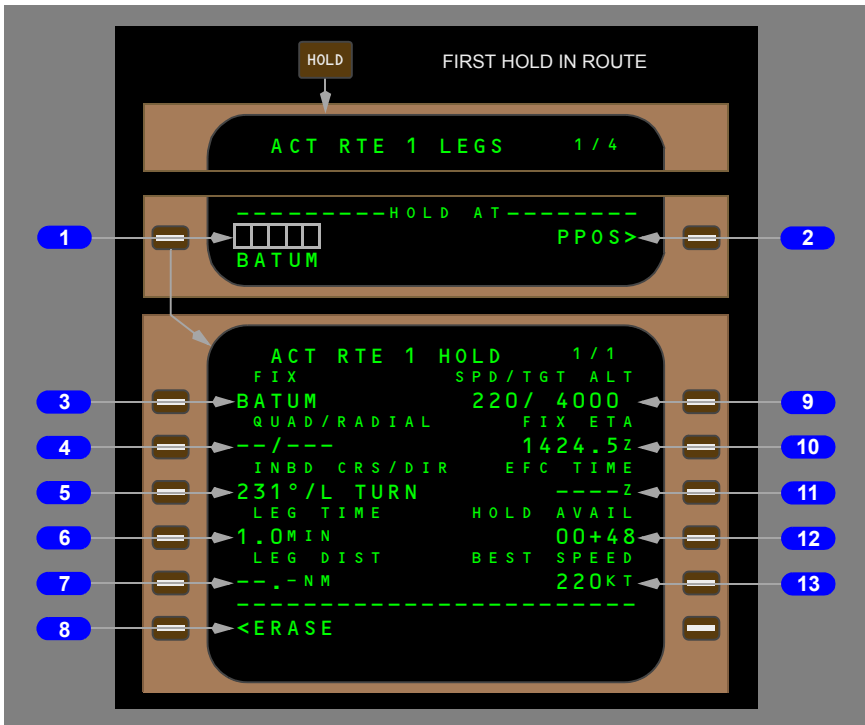 HOLD
FIRST HOLD IN ROUTE
ACT RTE 1 LEGS 1/4
---------HOLD AT--------
1 □□□□□ PPOS> 2
BATUM
ACT RTE 1 HOLD 1/1
FIX SPD/TGT ALT
3 BATUM 220/ 4000 9
QUAD/RADIAL FIX ETA
4 --/--- 1424.5z 10
INBD CRS/DIR EFC TIME
5 231°/L TURN ----z 11
LEG TIME HOLD AVAIL
6 1.0MIN 00+48 12
LEG DIST BEST SPEED
7 --.-NM 220KT 13
------------------------
8 <ERASE